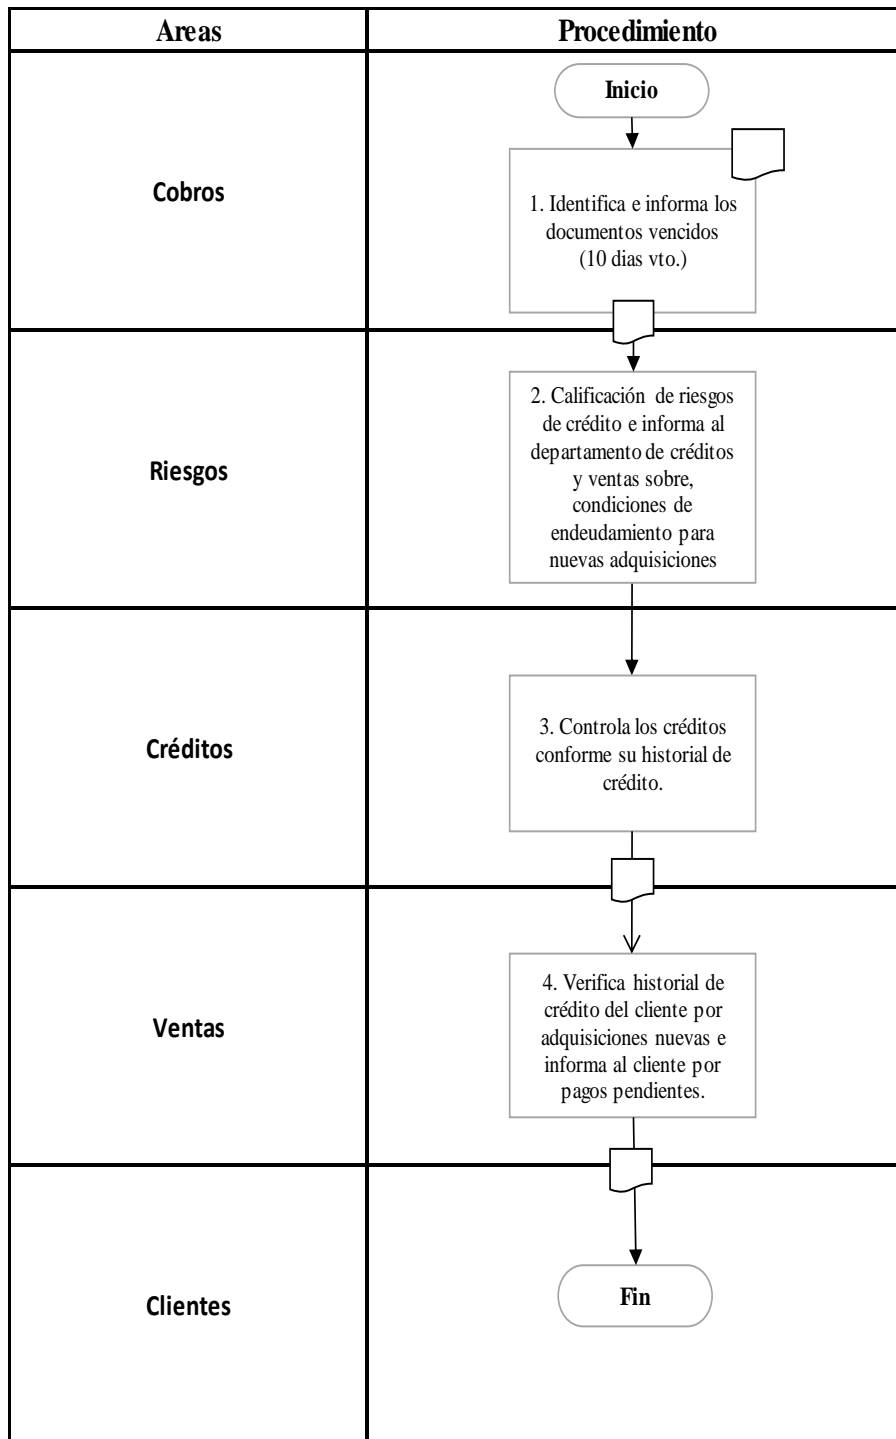 Areas
Procedimiento
Inicio
Cobros
1. Identifica e informa los
documentos vencidos
(10 dias vto.)
Riesgos
2. Calificación de riesgos
de crédito e informa al
departamento de créditos
y ventas sobre,
condiciones de
endeudamiento para
nuevas adquisiciones
Créditos
3. Controla los créditos
conforme su historial de
crédito.
Ventas
4. Verifica historial de
crédito del cliente por
adquisiciones nuevas e
informa al cliente por
pagos pendientes.
Clientes
Fin